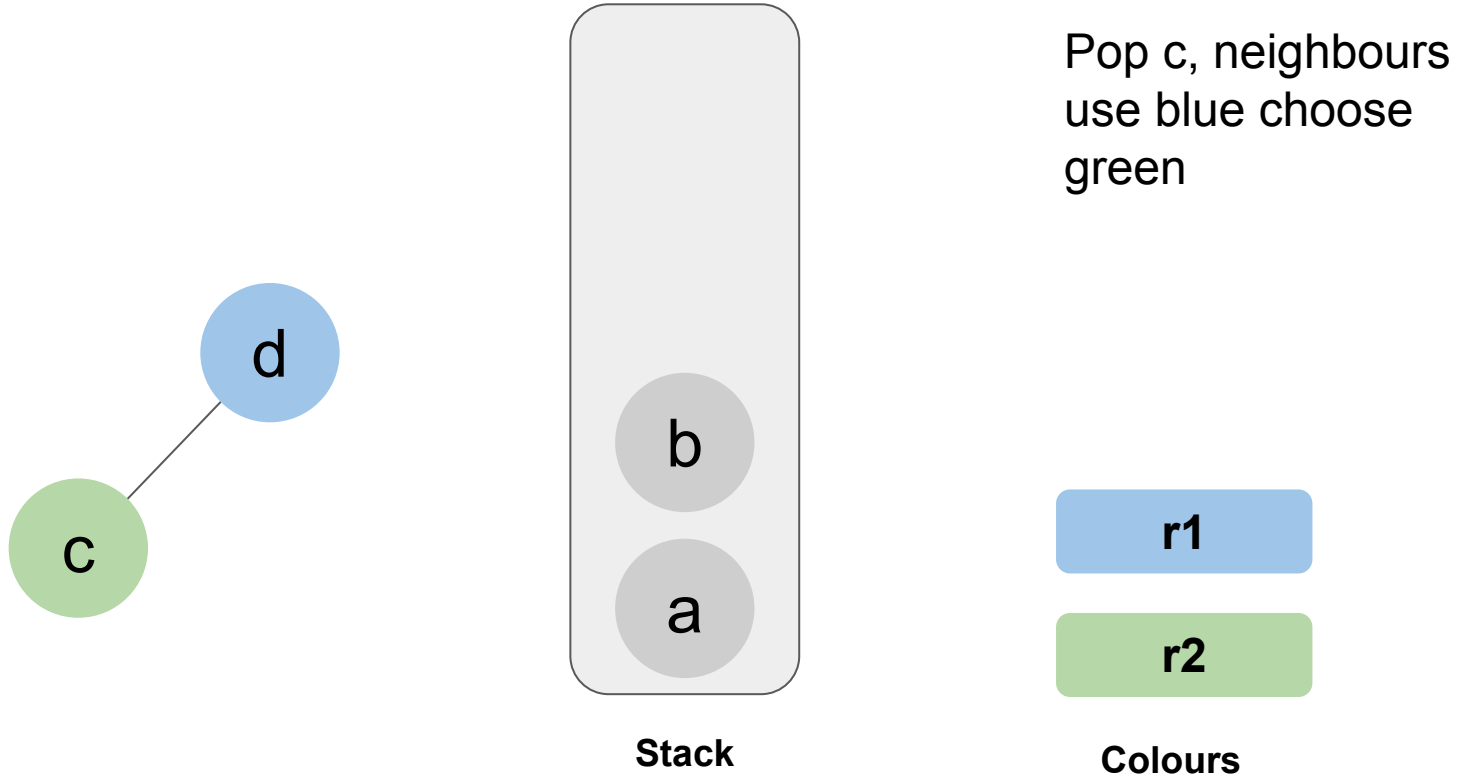 Pop c, neighbours
use blue choose
green
d
c
b
a
r1
r2
Stack
Colours